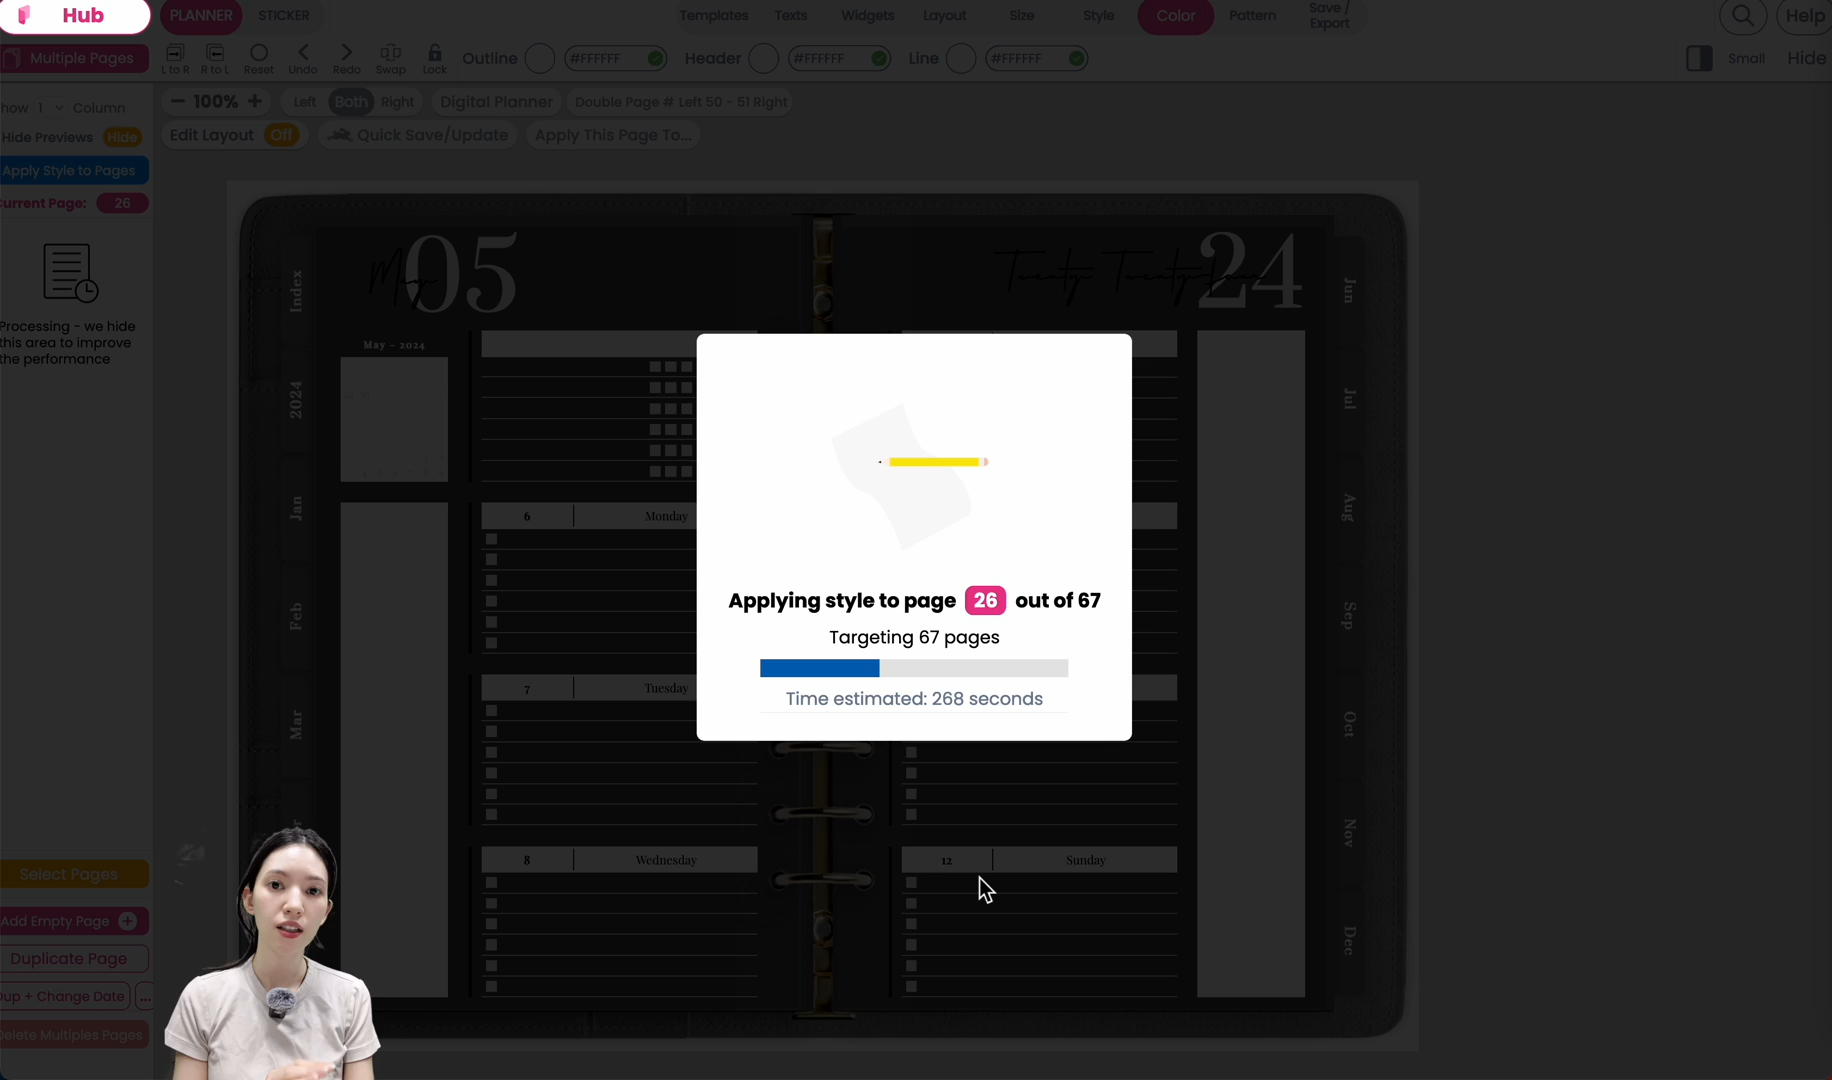 Hub
PLANNER
STICKER
Templates
Texts
Widgets
Layout
Size
Style
Color
Pattern
Save /
Export
Help
Multiple Pages
L to R
R to L
Reset
Undo
Redo
Swap
Lock
Outline
#FFFFFF
Header
#FFFFFF
Line
#FFFFFF
Small
Hide
how 1 Column
Hide Previews Hide
Apply Style to Pages
urrent Page: 26
100%
Left
Both
Right
Digital Planner
Double Page # Left 50 - 51 Right
Edit Layout Off
Quick Save/Update
Apply This Page To...
Processing - we hide
this area to improve
the performance
Select Pages
Add Empty Page
Duplicate Page
up + Change Date
...
elete Multiples Pages
May
05
Twenty Twenty-four
24
Index
2024
Jan
Feb
Mar
May - 2024
6 Monday
7 Tuesday
8 Wednesday
12 Sunday
Jun
Jul
Aug
Sep
Oct
Nov
Dec
Applying style to page 26 out of 67
Targeting 67 pages
Time estimated: 268 seconds